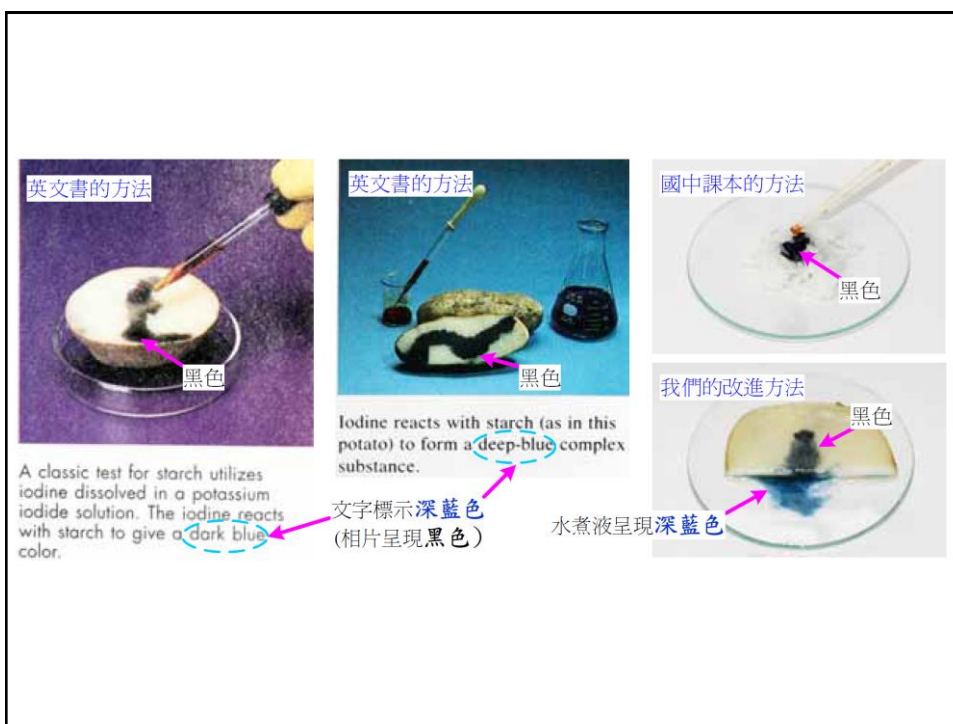 英文書的方法
黑色
A classic test for starch utilizes
iodine dissolved in a potassium
iodide solution. The iodine reacts
with starch to give a dark blue
color.
英文書的方法
黑色
Iodine reacts with starch (as in this
potato) to form a deep-blue complex
substance.
文字標示深藍色
(相片呈現黑色)
國中課本的方法
黑色
我們的改進方法
黑色
水煮液呈現深藍色